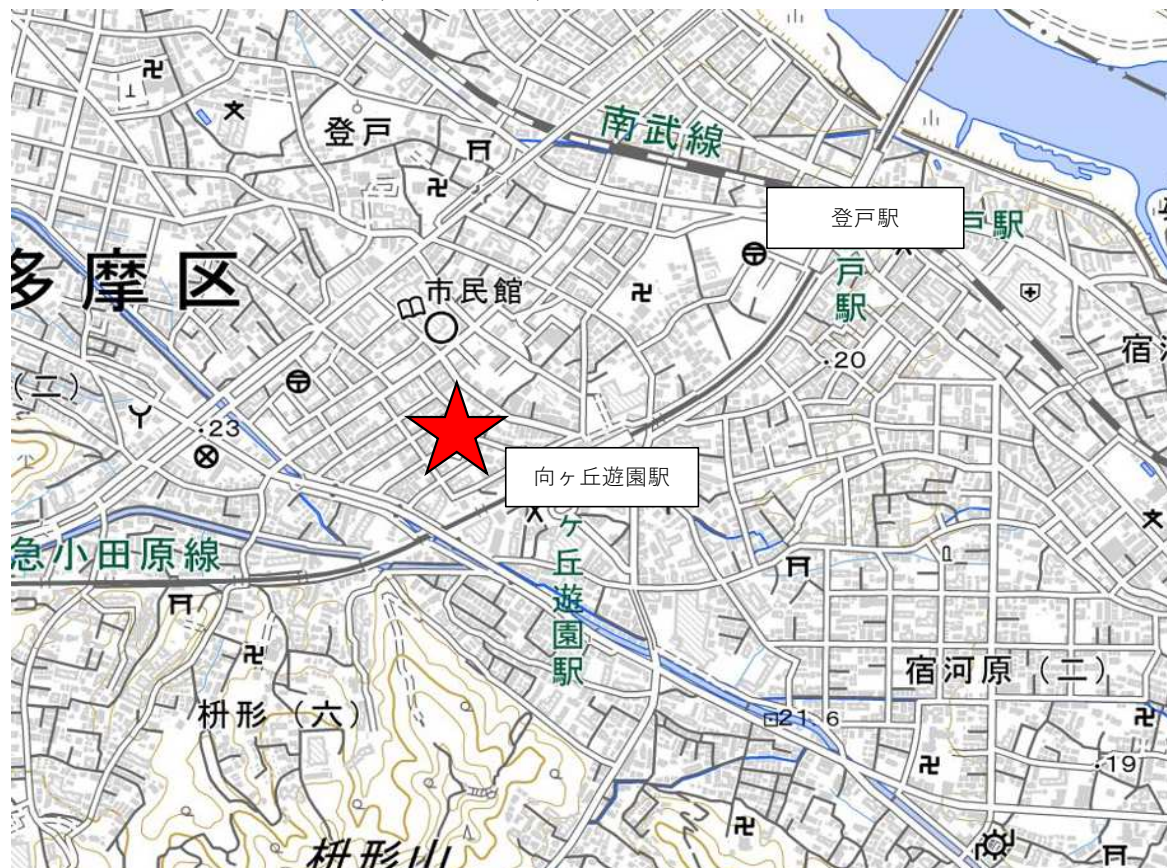 南武線
登戸
登戸駅
戸駅
戸駅
多摩区
市民館
20
宿
(二)
23
向ヶ丘遊園駅
急小田原線
ヶ丘遊園駅
宿河原(二)
枡形(六)
21.6
19
枡形山